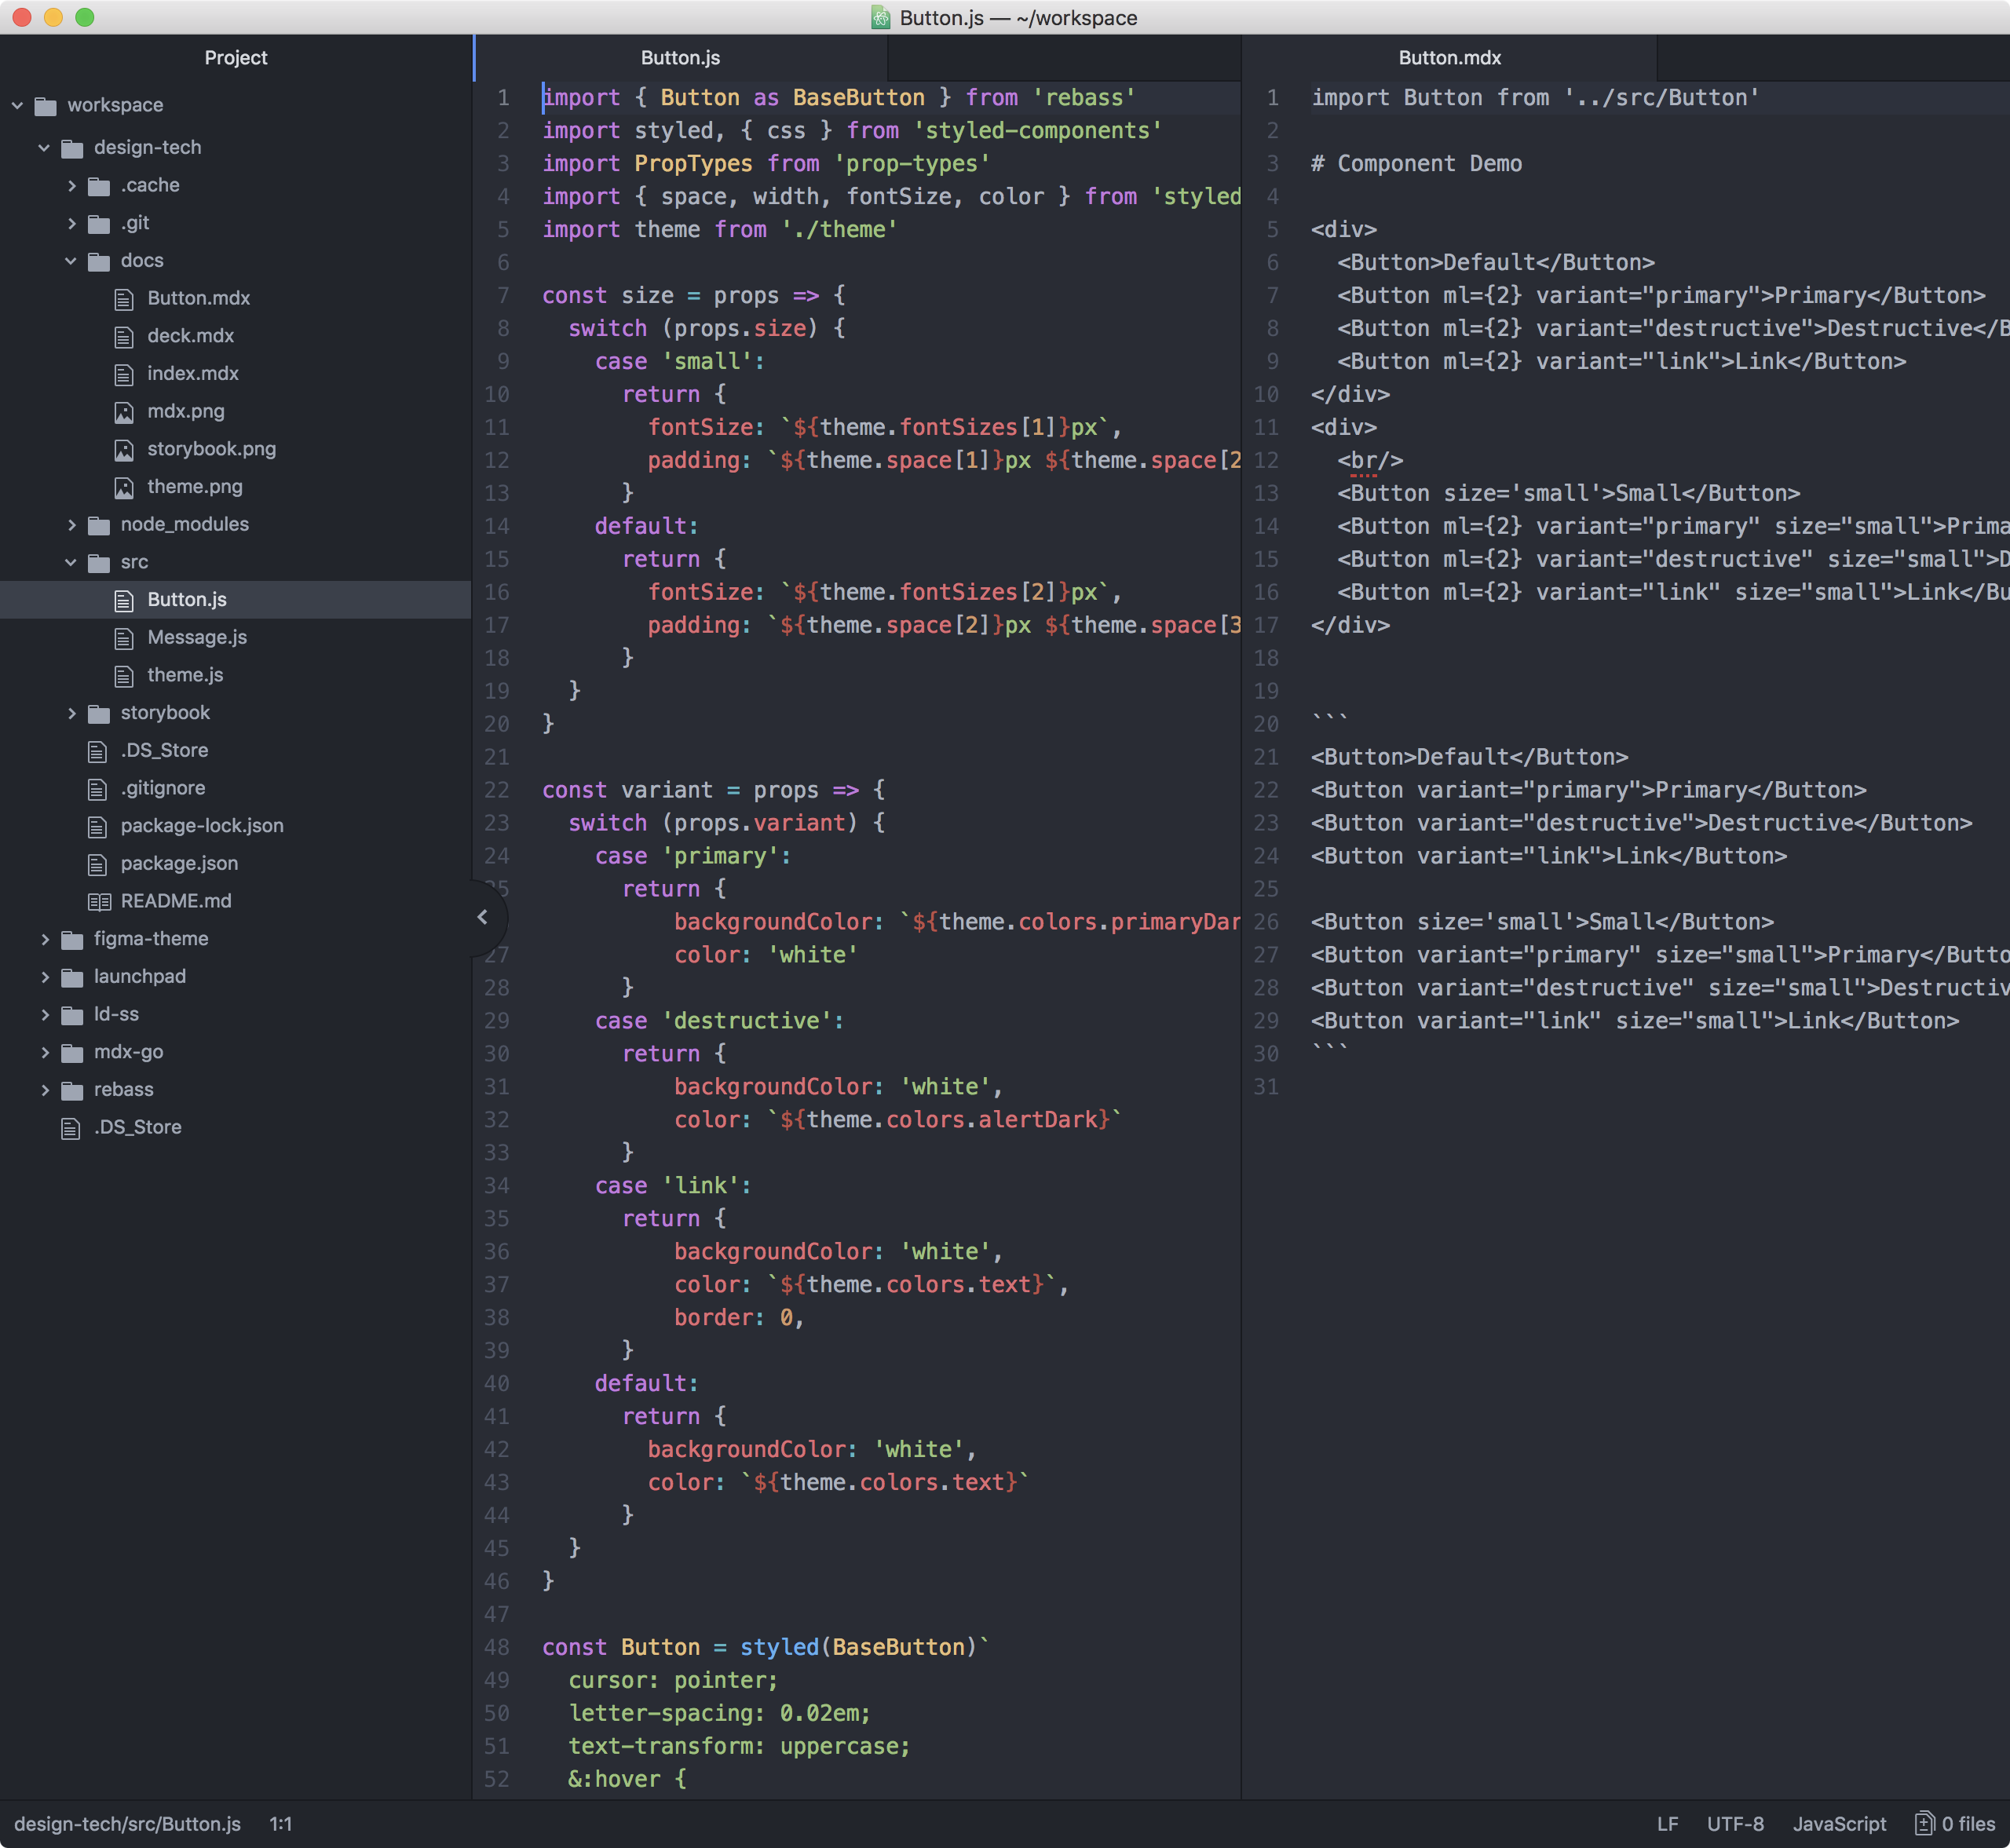 Button.js — ~/workspace
Project
workspace
design-tech
.cache
.git
docs
Button.mdx
deck.mdx
index.mdx
mdx.png
storybook.png
theme.png
node_modules
src
Button.js
Message.js
theme.js
storybook
.DS_Store
.gitignore
package-lock.json
package.json
README.md
figma-theme
launchpad
ld-ss
mdx-go
rebass
.DS_Store
Button.js
1 import { Button as BaseButton } from 'rebass'
2 import styled, { css } from 'styled-components'
3 import PropTypes from 'prop-types'
4 import { space, width, fontSize, color } from 'styled
5 import theme from './theme'
6
7 const size = props => {
8   switch (props.size) {
9     case 'small':
10       return {
11         fontSize: `${theme.fontSizes[1]}px`,
12         padding: `${theme.space[1]}px ${theme.space[2
13       }
14     default:
15       return {
16         fontSize: `${theme.fontSizes[2]}px`,
17         padding: `${theme.space[2]}px ${theme.space[3
18       }
19   }
20 }
21
22 const variant = props => {
23   switch (props.variant) {
24     case 'primary':
5       return {
          backgroundColor: `${theme.colors.primaryDar
27           color: 'white'
28       }
29     case 'destructive':
30       return {
31           backgroundColor: 'white',
32           color: `${theme.colors.alertDark}`
33       }
34     case 'link':
35       return {
36           backgroundColor: 'white',
37           color: `${theme.colors.text}`,
38           border: 0,
39       }
40     default:
41       return {
42         backgroundColor: 'white',
43         color: `${theme.colors.text}`
44       }
45   }
46 }
47
48 const Button = styled(BaseButton)`
49   cursor: pointer;
50   letter-spacing: 0.02em;
51   text-transform: uppercase;
52   &:hover {
Button.mdx
1 import Button from '../src/Button'
2
3 # Component Demo
4
5 <div>
6   <Button>Default</Button>
7   <Button ml={2} variant="primary">Primary</Button>
8   <Button ml={2} variant="destructive">Destructive</B
9   <Button ml={2} variant="link">Link</Button>
10 </div>
11 <div>
12   <br/>
13   <Button size='small'>Small</Button>
14   <Button ml={2} variant="primary" size="small">Prima
15   <Button ml={2} variant="destructive" size="small">D
16   <Button ml={2} variant="link" size="small">Link</Bu
17 </div>
18
19
20 ```
21 <Button>Default</Button>
22 <Button variant="primary">Primary</Button>
23 <Button variant="destructive">Destructive</Button>
24 <Button variant="link">Link</Button>
25
26 <Button size='small'>Small</Button>
27 <Button variant="primary" size="small">Primary</Butto
28 <Button variant="destructive" size="small">Destructiv
29 <Button variant="link" size="small">Link</Button>
30 ```
31
design-tech/src/Button.js 1:1 LF UTF-8 JavaScript 0 files